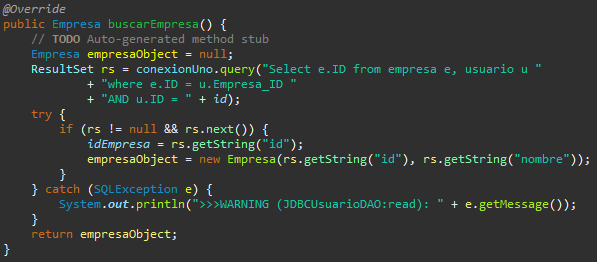 @Override
public Empresa buscarEmpresa() {
    // TODO Auto-generated method stub
    Empresa empresaObject = null;
    ResultSet rs = conexionUno.query("Select e.ID from empresa e, usuario u "
            + "where e.ID = u.Empresa_ID "
            + "AND u.ID = " + id);
    try {
        if (rs != null && rs.next()) {
            idEmpresa = rs.getString("id");
            empresaObject = new Empresa(rs.getString("id"), rs.getString("nombre"));
        }
    } catch (SQLException e) {
        System.out.println(">>>WARNING (JDBCUsuarioDAO:read): " + e.getMessage());
    }
    return empresaObject;
}